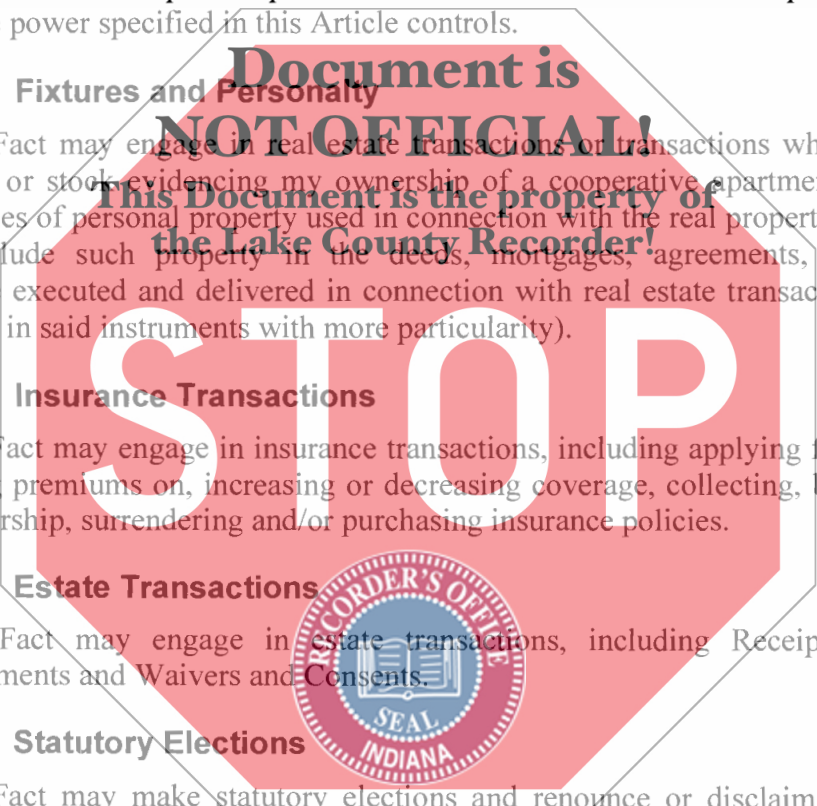 power specified in this Article controls.
Document is
Fixtures and Personalty
NOT OFFICIAL!
Fact may engage in real estate transactions or transactions wh
or stock evidencing my ownership of a cooperative apartme
This Document is the property of
es of personal property used in connection with the real propert
the Lake County Recorder!
lude such property in the deeds, mortgages, agreements,
executed and delivered in connection with real estate transac
in said instruments with more particularity).
STOP
Insurance Transactions
Fact may engage in insurance transactions, including applying f
premiums on, increasing or decreasing coverage, collecting, b
rship, surrendering and/or purchasing insurance policies.
Estate Transactions
RECORDER'S OFFICE
Fact may engage in estate transactions, including Receip
ments and Waivers and Consents.
SEAL
INDIANA
Statutory Elections
Fact may make statutory elections and renounce or disclaim